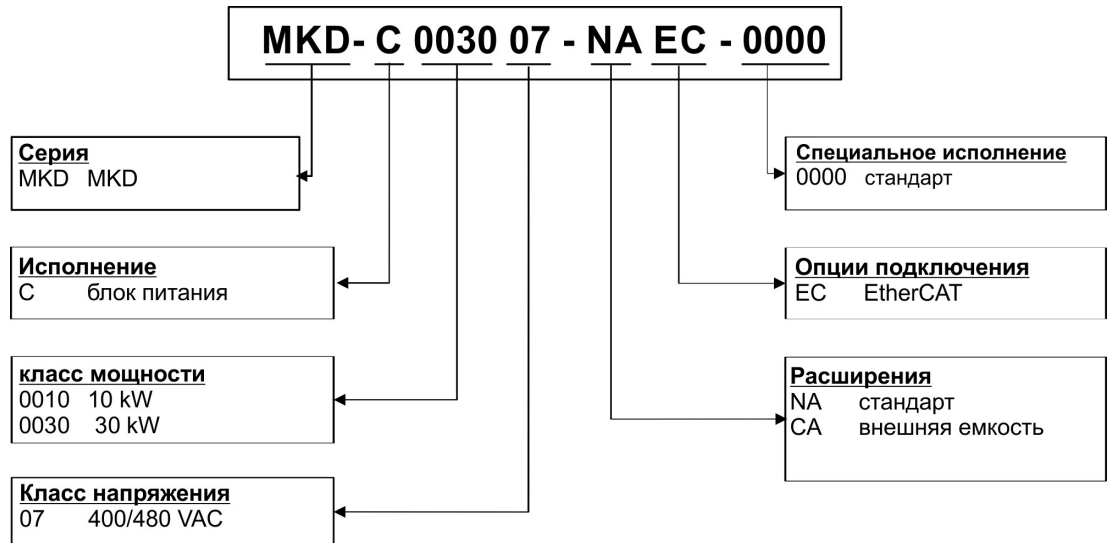 MKD- C 0030 07 - NA EC - 0000
Серия
MKD MKD
Исполнение
C блок питания
класс мощности
0010 10 kW
0030 30 kW
Класс напряжения
07 400/480 VAC
Специальное исполнение
0000 стандарт
Опции подключения
EC EtherCAT
Расширения
NA стандарт
CA внешняя емкость